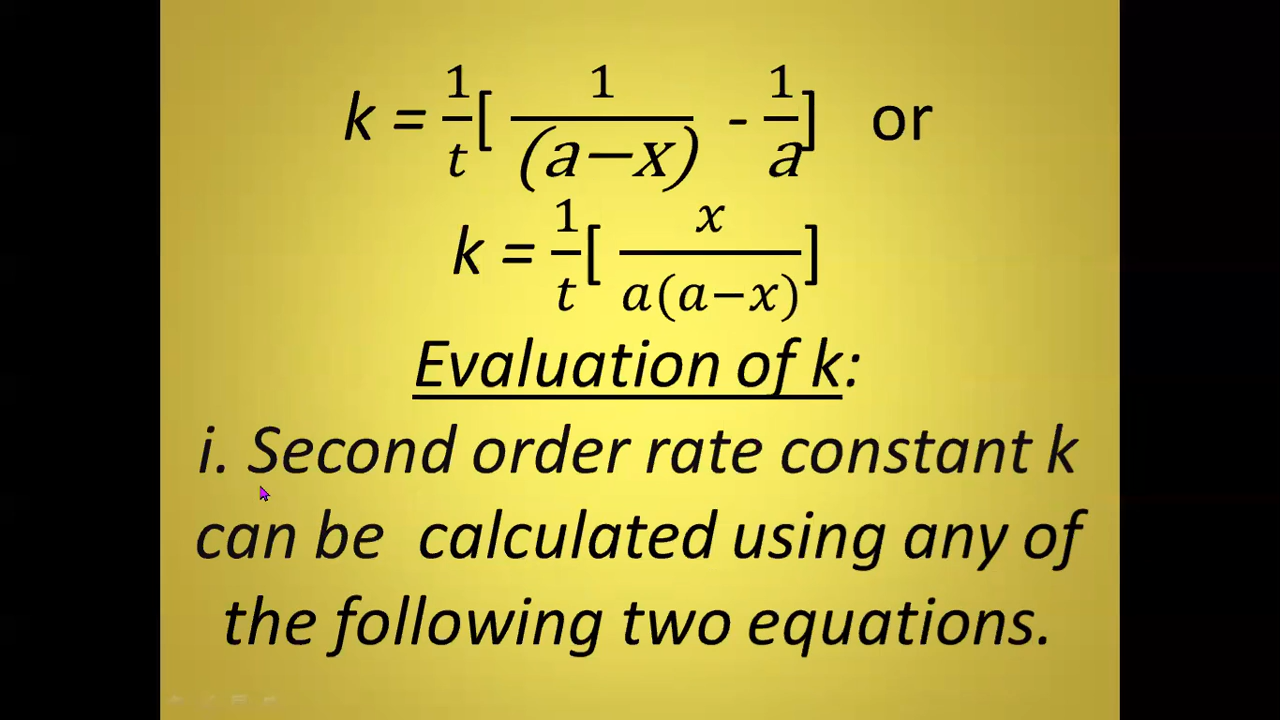 k = 1/t [ 1/(a−x) - 1/a] or
k = 1/t [ x/a(a−x) ]
Evaluation of k:
i. Second order rate constant k
can be calculated using any of
the following two equations.